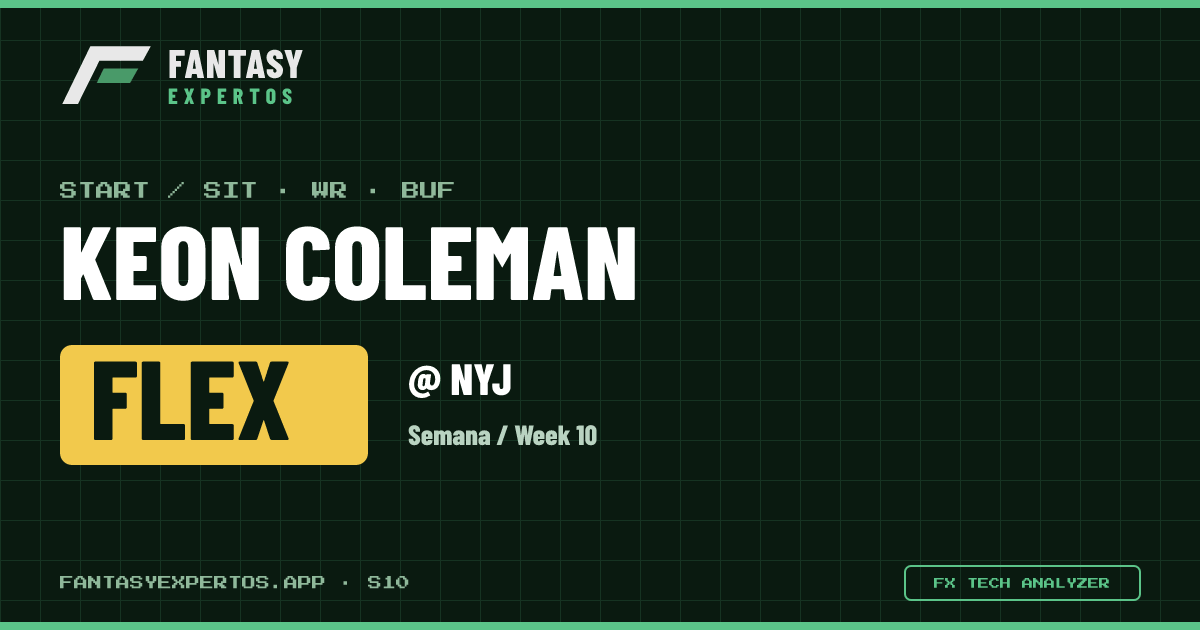 FANTASY
EXPERTOS
START / SIT · WR · BUF
KEON COLEMAN
FLEX
@ NYJ
Semana / Week 10
FANTASYEXPERTOS.APP · S10
FX TECH ANALYZER